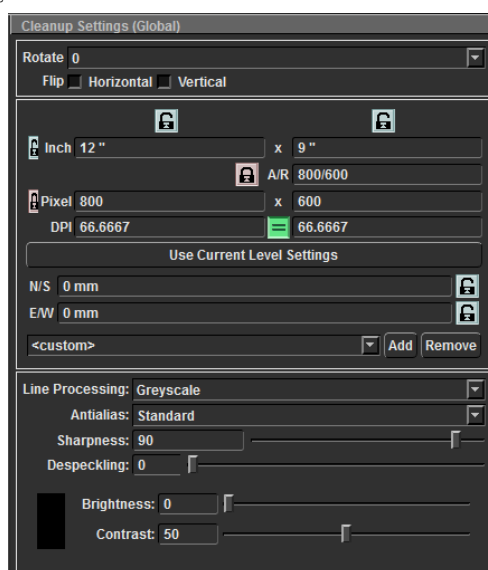 Cleanup Settings (Global)
Rotate 0
Flip Horizontal Vertical
Inch 12 " x 9 "
A/R 800/600
Pixel 800 x 600
DPI 66.6667 = 66.6667
Use Current Level Settings
N/S 0 mm
E/W 0 mm
<custom> Add Remove
Line Processing: Greyscale
Antialias: Standard
Sharpness: 90
Despeckling: 0
Brightness: 0
Contrast: 50